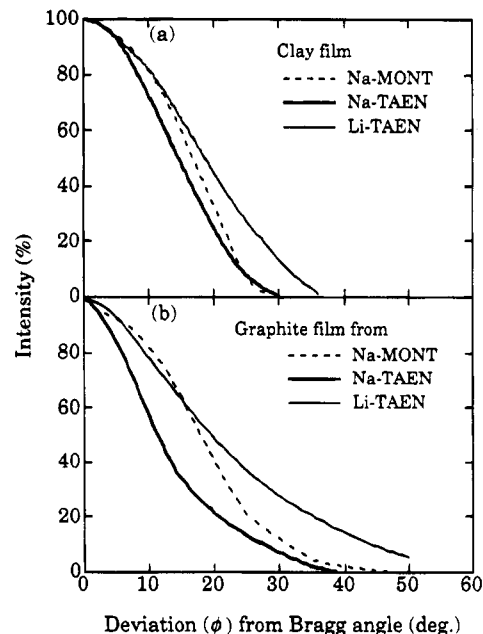 100
(a)
Clay film
Na-MONT
Na-TAEN
Li-TAEN
80
60
40
20
0
(b)
Graphite film from
Na-MONT
Na-TAEN
Li-TAEN
80
60
40
20
0
0 10 20 30 40 50 60
Intensity (%)
Deviation (ϕ) from Bragg angle (deg.)